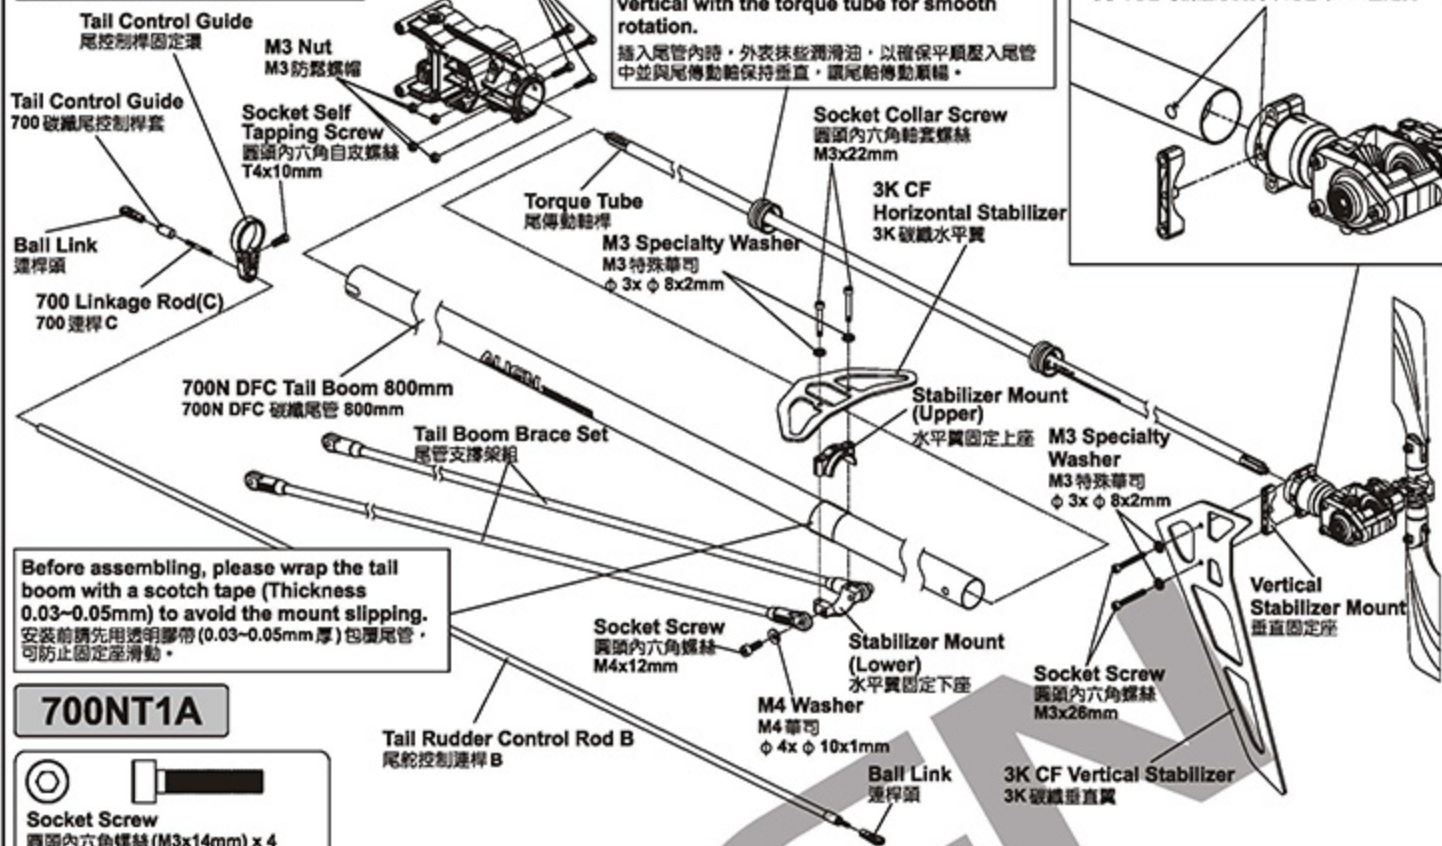 Tail Control Guide
尾控制桿固定環
M3 Nut
M3 防鬆螺帽
vertical with the torque tube for smooth
rotation.
插入尾管內時，外表抹些潤滑油，以確保平順壓入尾管
中並與尾傳動軸保持垂直，讓尾軸傳動順暢。
Tail Control Guide
700 碳纖尾控制桿套
Socket Self
Tapping Screw
圓頭內六角自攻螺絲
T4x10mm
Socket Collar Screw
圓頭內六角軸套螺絲
M3x22mm
Torque Tube
尾傳動軸桿
3K CF
Horizontal Stabilizer
3K 碳纖水平翼
Ball Link
連桿頭
M3 Specialty Washer
M3 特殊華司
φ 3x φ 8x2mm
700 Linkage Rod(C)
700 連桿 C
ALIGN
700N DFC Tail Boom 800mm
700N DFC 碳纖尾管 800mm
Stabilizer Mount
(Upper)
水平翼固定上座
Tail Boom Brace Set
尾管支撐架組
M3 Specialty
Washer
M3 特殊華司
φ 3x φ 8x2mm
Before assembling, please wrap the tail
boom with a scotch tape (Thickness
0.03~0.05mm) to avoid the mount slipping.
安裝前請先用透明膠帶(0.03~0.05mm 厚)包覆尾管，
可防止固定座滑動。
Vertical
Stabilizer Mount
垂直固定座
Socket Screw
圓頭內六角螺絲
M4x12mm
Stabilizer Mount
(Lower)
水平翼固定下座
Socket Screw
圓頭內六角螺絲
M3x26mm
700NT1A
M4 Washer
M4 華司
φ 4x φ 10x1mm
Tail Rudder Control Rod B
尾舵控制連桿 B
Ball Link
連桿頭
3K CF Vertical Stabilizer
3K 碳纖垂直翼
Socket Screw
圓頭內六角螺絲(M3x14mm) x 4